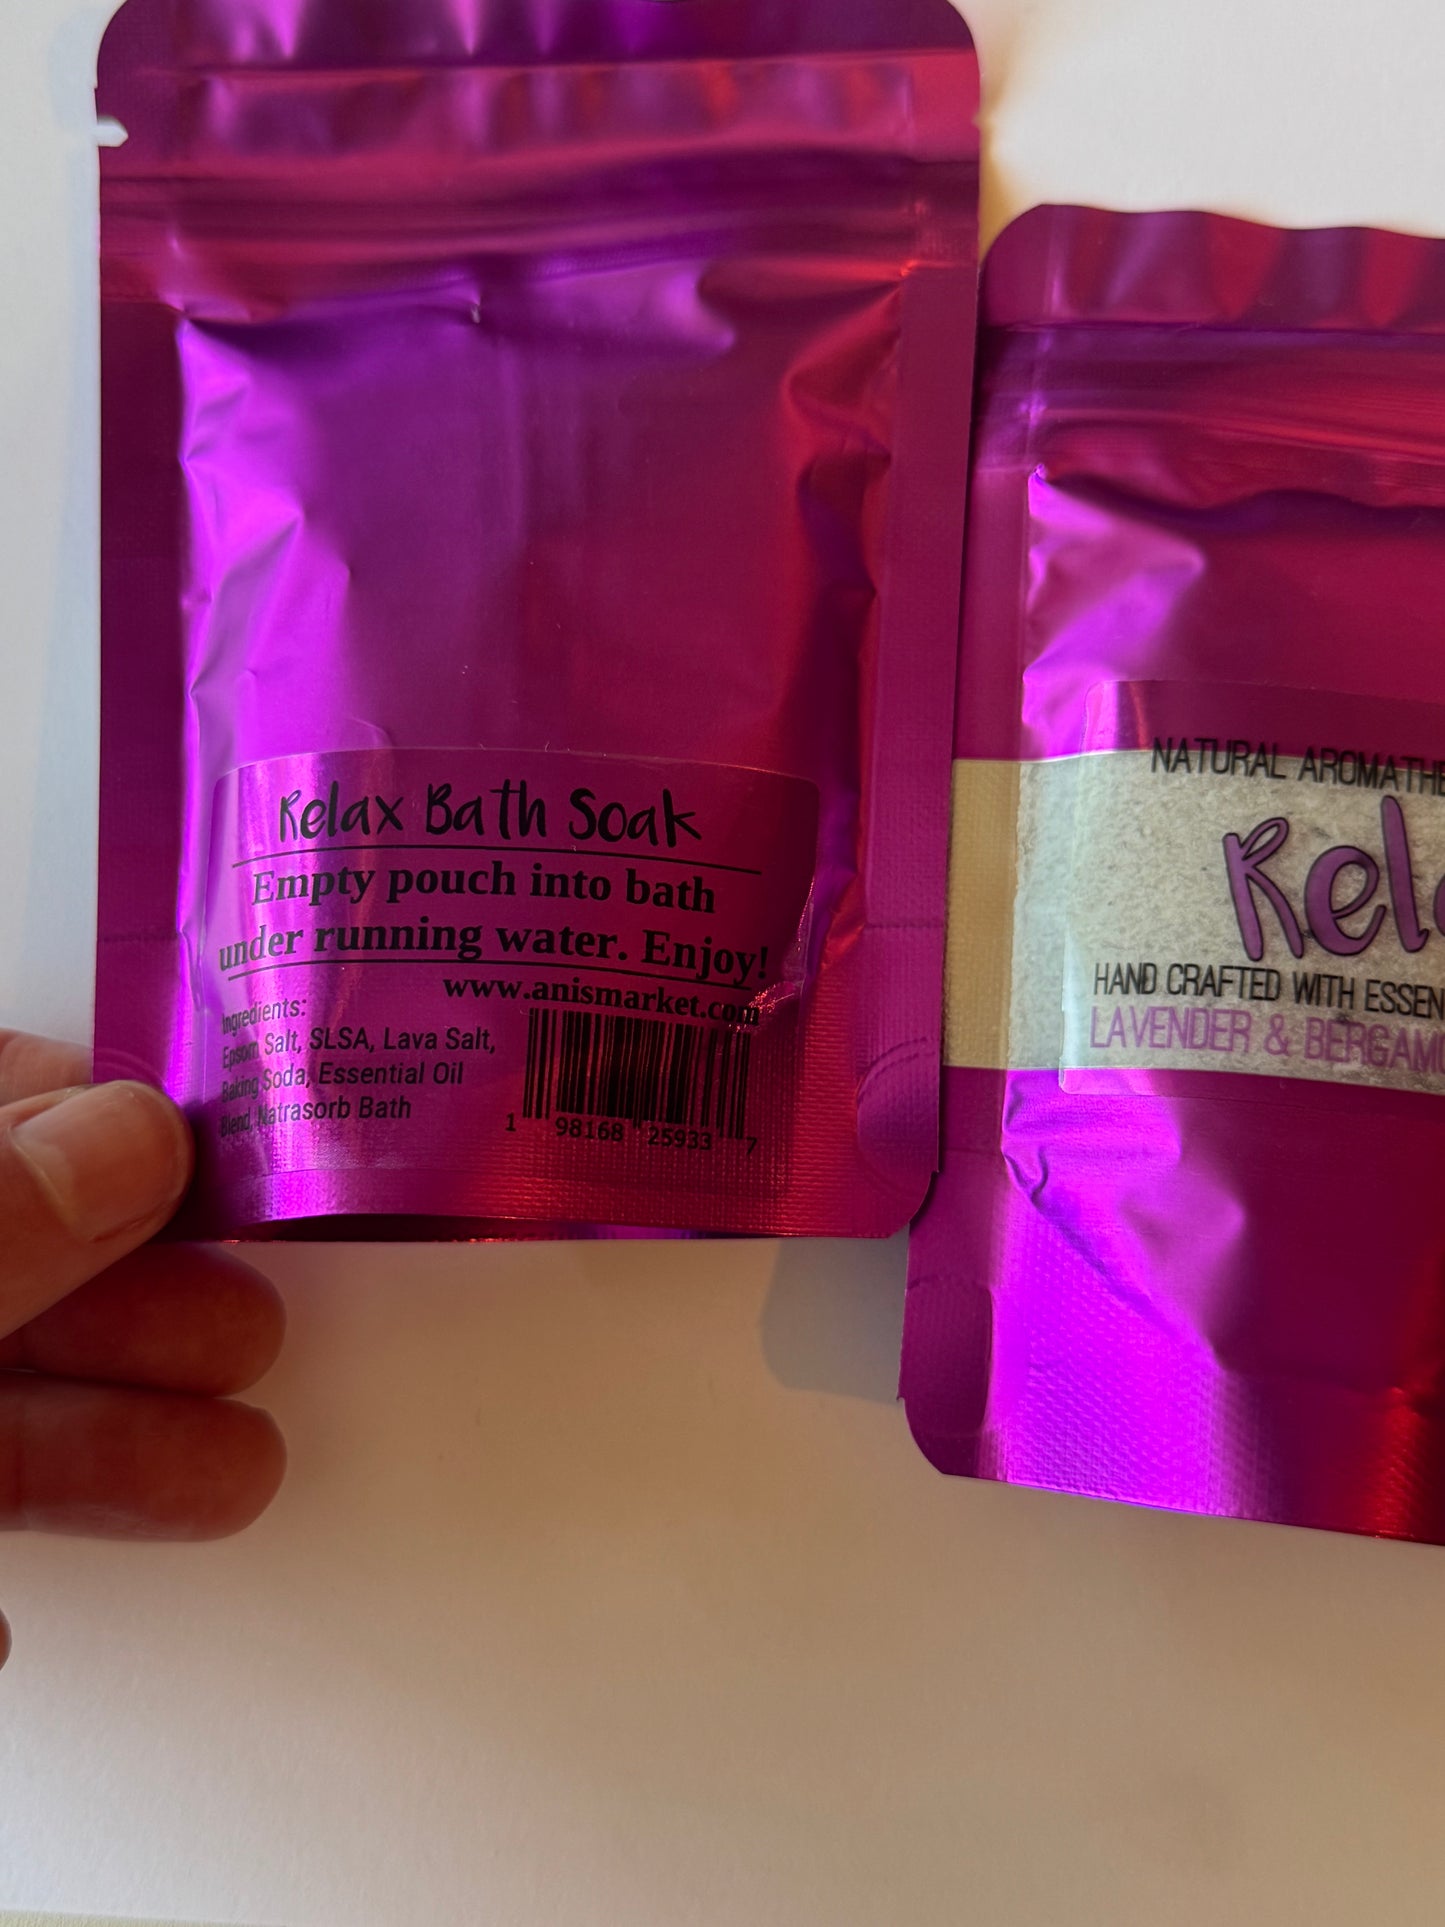 Relax Bath Soak
Empty pouch into bath
under running water. Enjoy!
www.anismarket.com
Ingredients:
Epsom Salt, SLSA, Lava Salt,
Baking Soda, Essential Oil
Blend, Natrasorb Bath
1 98168 25933 7
NATURAL AROMATHE
Rela
HAND CRAFTED WITH ESSEN
LAVENDER & BERGAMO